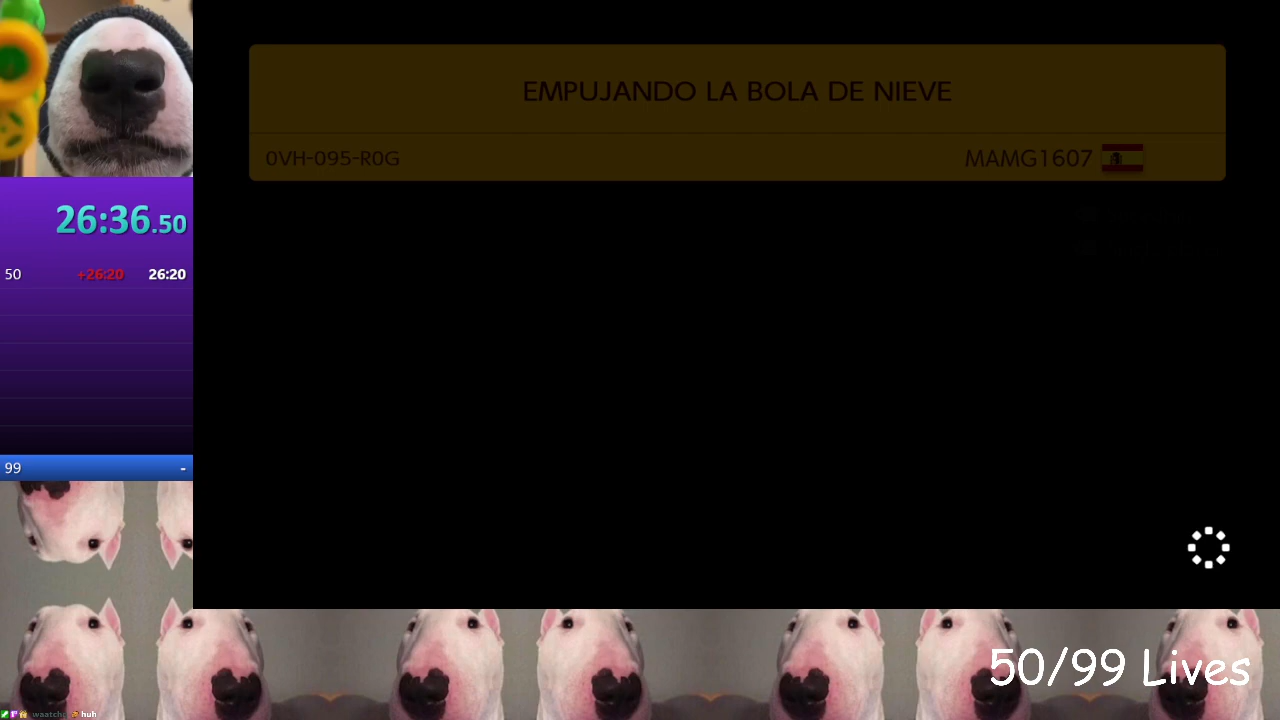 EMPUJANDO LA BOLA DE NIEVE
0VH-095-R0G MAMG1607
26:36.50
50 +26:20 26:20
99 -
50/99 Lives
huh